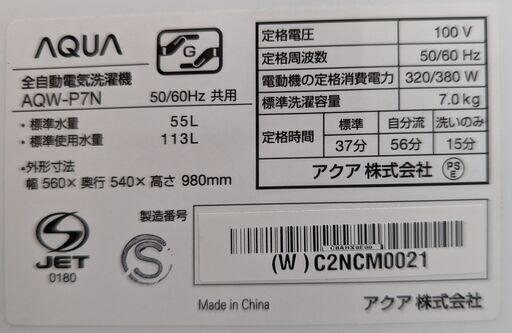 AQUA
G
全自動電気洗濯機
AQW-P7N 50/60Hz 共用
・標準水量 55L
・標準使用水量 113L
・外形寸法
幅 560×奥行 540×高さ 980mm
定格電圧 100 V
定格周波数 50/60 Hz
電動機の定格消費電力 320/380 W
標準洗濯容量 7.0kg
定格時間 標準 自分流 洗いのみ
37分 56分 15分
アクア 株式会社 PS E
製造番号
S
JET
0180
S
CBAHX9E00
(W) C2NCM0021
Made in China アクア 株式会社